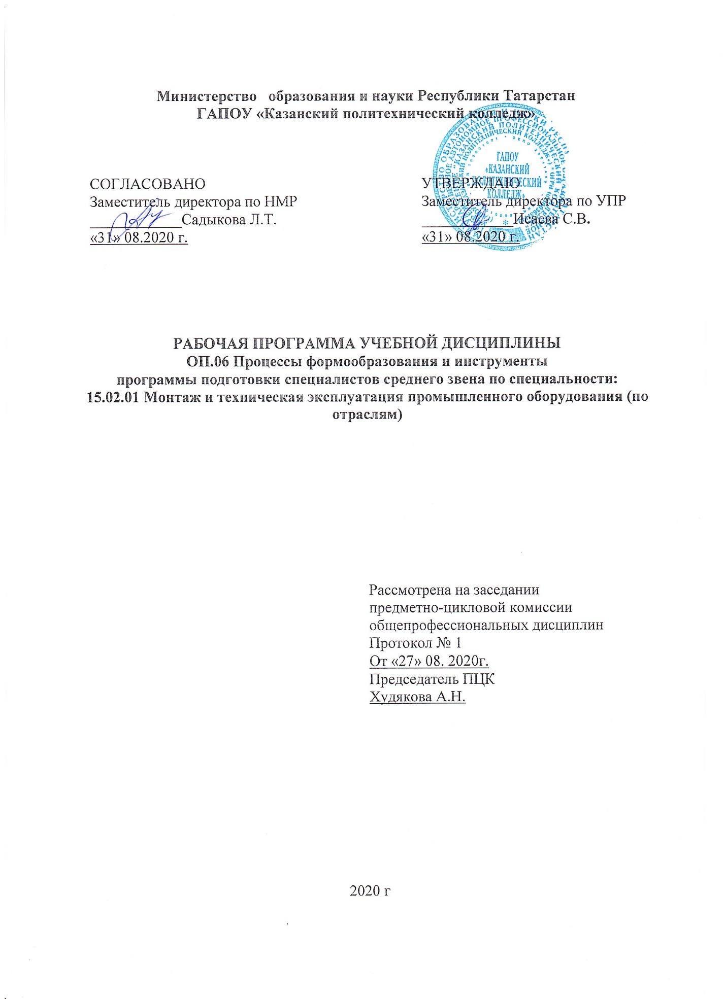 Министерство образования и науки Республики Татарстан
ГАПОУ «Казанский политехнический колледж»
СОГЛАСОВАНО
Заместитель директора по НМР
____________Садыкова Л.Т.
«31» 08.2020 г.
УТВЕРЖДАЮ
Заместитель директора по УПР
____________Исаева С.В.
«31» 08.2020 г.
ГАПОУ
«КАЗАНСКИЙ
ПОЛИТЕХНИЧЕСКИЙ
КОЛЛЕДЖ»
РАБОЧАЯ ПРОГРАММА УЧЕБНОЙ ДИСЦИПЛИНЫ
ОП.06 Процессы формообразования и инструменты
программы подготовки специалистов среднего звена по специальности:
15.02.01 Монтаж и техническая эксплуатация промышленного оборудования (по
отраслям)
Рассмотрена на заседании
предметно-цикловой комиссии
общепрофессиональных дисциплин
Протокол № 1
От «27» 08. 2020г.
Председатель ПЦК
Худякова А.Н.
2020 г